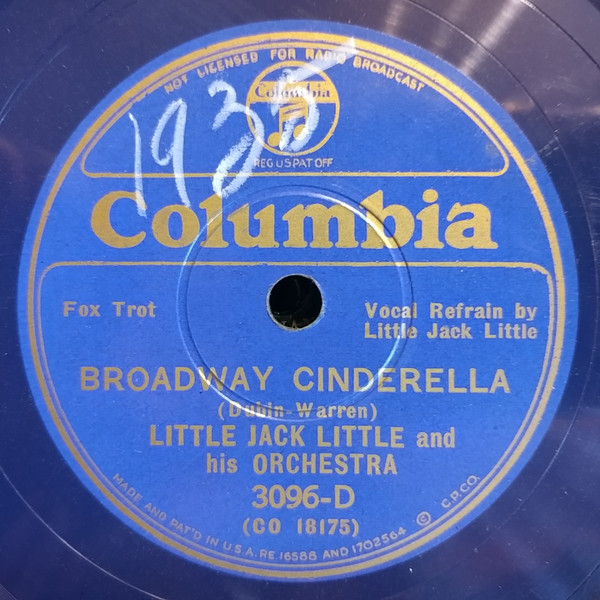 NOT LICENSED FOR RADIO BROADCAST
1935
Columbia
REG US PAT OFF
Columbia
Fox Trot
Vocal Refrain by
Little Jack Little
BROADWAY CINDERELLA
(Dubin-Warren)
LITTLE JACK LITTLE and
his ORCHESTRA
3096-D
(CO 18175)
MADE AND PAT'D IN U.S.A. RE 16588 AND 1702564 © C.P.CO.